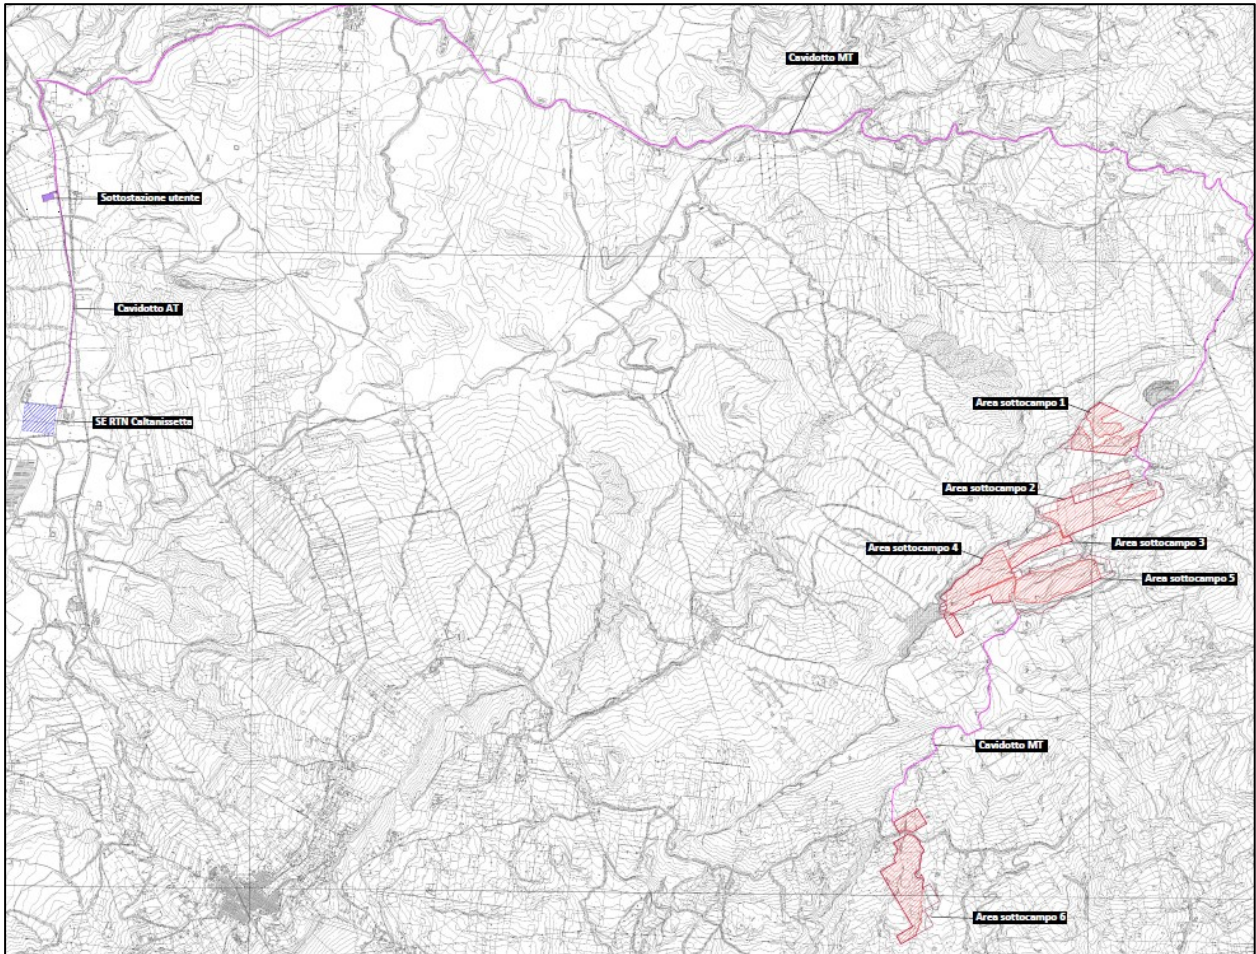 Cavidotto MT
Sottostazione utente
Cavidotto AT
Area sottocampo 1
SE RTN Caltanissetta
Area sottocampo 2
Area sottocampo 3
Area sottocampo 4
Area sottocampo 5
Cavidotto MT
Area sottocampo 6